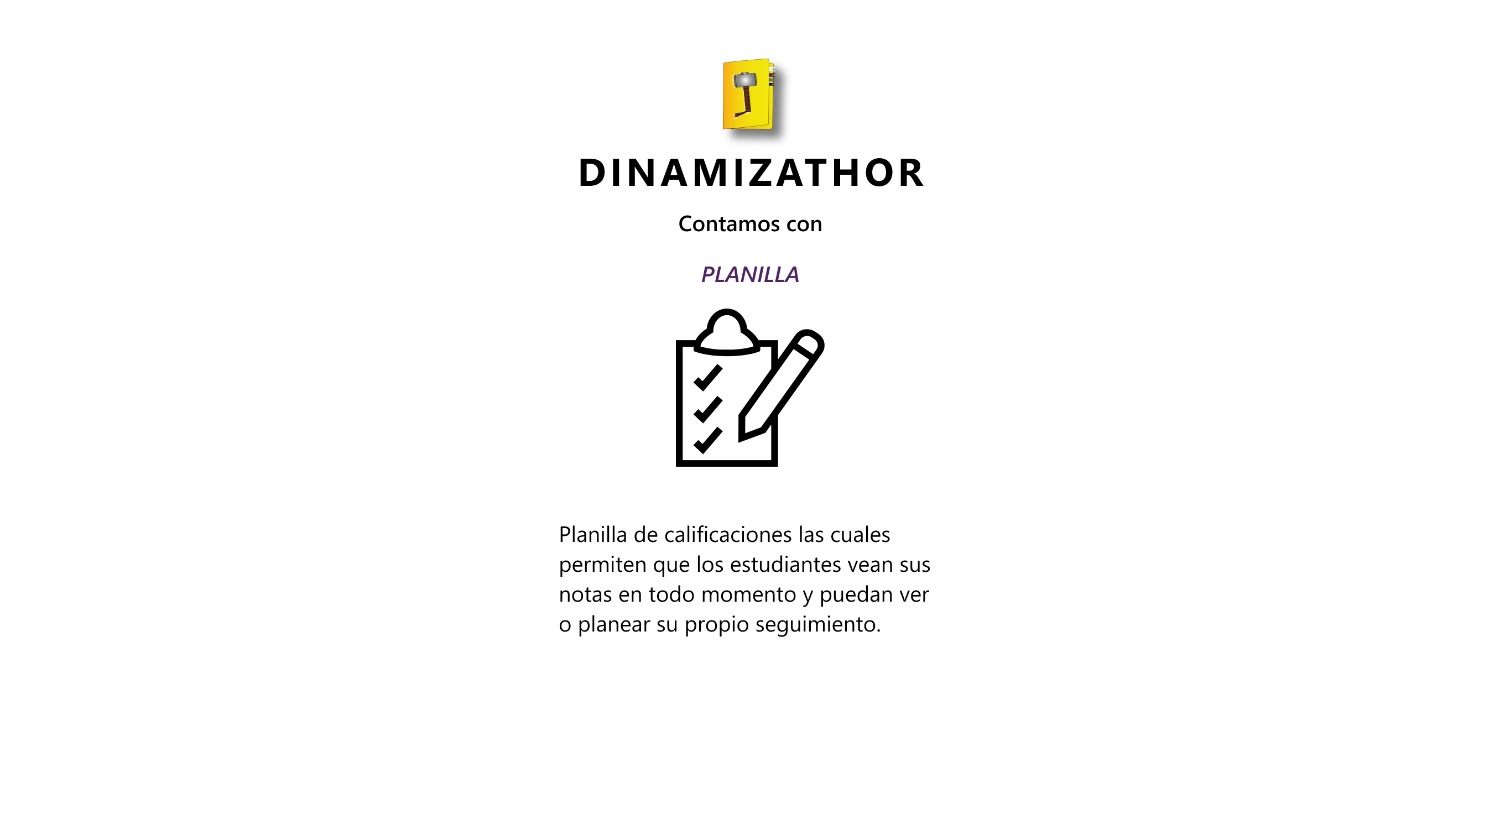 DINAMIZATHOR
Contamos con
PLANILLA
Planilla de calificaciones las cuales
permiten que los estudiantes vean sus
notas en todo momento y puedan ver
o planear su propio seguimiento.